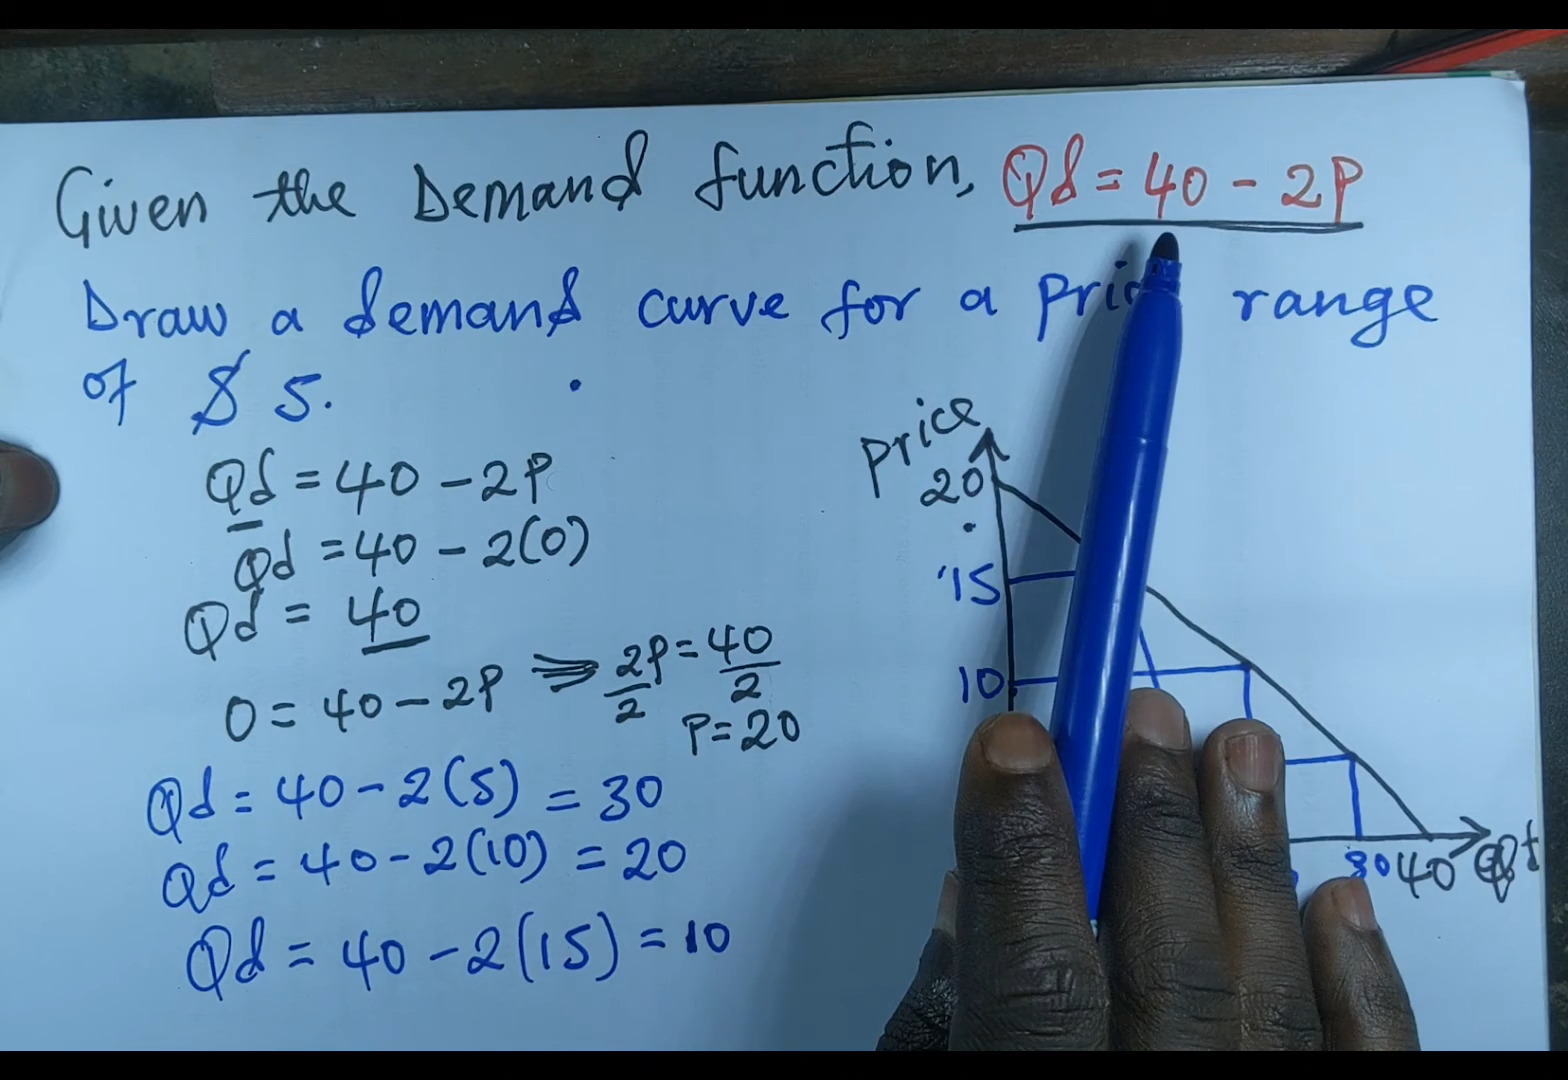 Given the Demand function, Qd = 40 - 2P
Draw a demand curve for a range
of $ 5.
Qd = 40 - 2P
Qd = 40 - 2(0)
Qd = 40
0 = 40 - 2P ⇒ 2P/2 = 40/2
P = 20
Qd = 40 - 2(5) = 30
Qd = 40 - 2(10) = 20
Qd = 40 - 2(15) = 10
Price
20
15
10
30 40